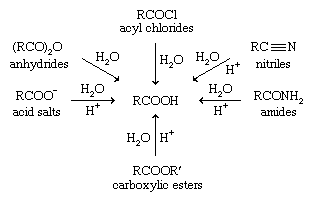 RCOCl
acyl chlorides
(RCO)₂O
anhydrides
H₂O
H₂O
H₂O
H⁺
RC≡N
nitriles
RCOO⁻
acid salts
H₂O
H⁺
RCOOH
H₂O
H⁺
RCONH₂
amides
H₂O
H⁺
RCOOR′
carboxylic esters